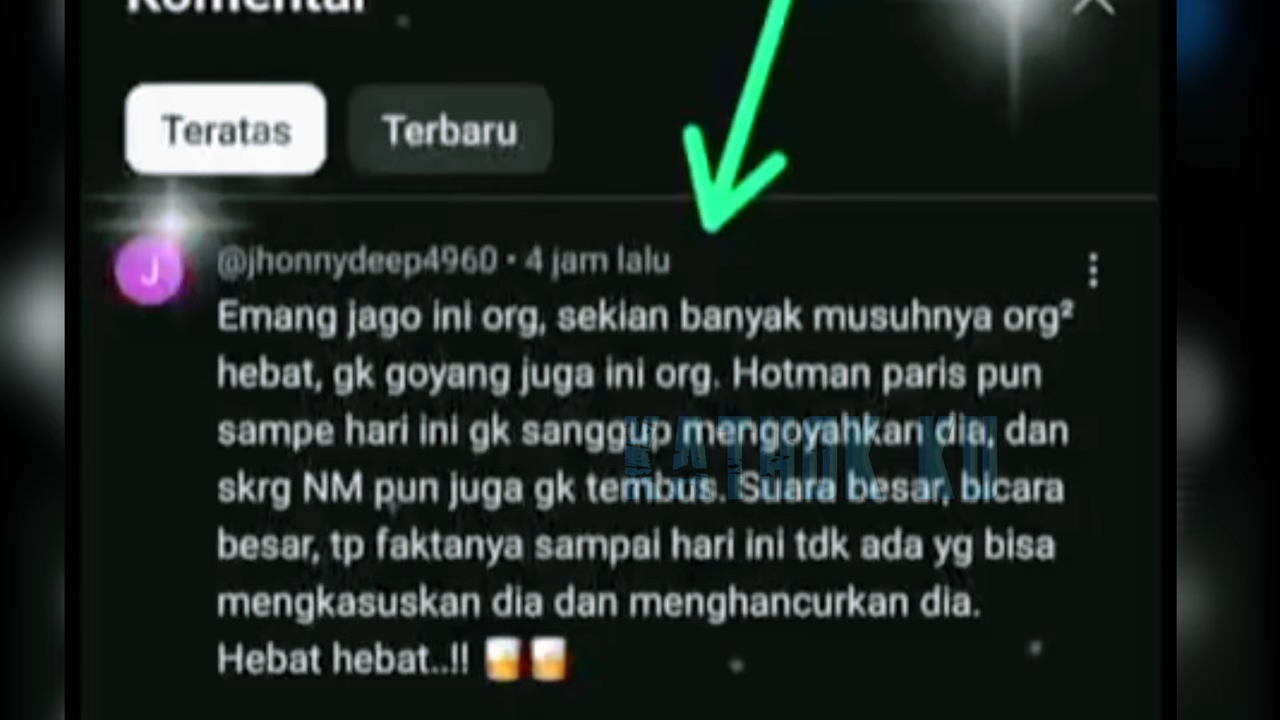 Komentar
Teratas
Terbaru
J
@jhonnydeep4960 • 4 jam lalu
Emang jago ini org, sekian banyak musuhnya org²
hebat, gk goyang juga ini org. Hotman paris pun
sampe hari ini gk sanggup mengoyahkan dia, dan
skrg NM pun juga gk tembus. Suara besar, bicara
besar, tp faktanya sampai hari ini tdk ada yg bisa
mengkasuskan dia dan menghancurkan dia.
Hebat hebat..!! 🥃🥃
KATHOK KU